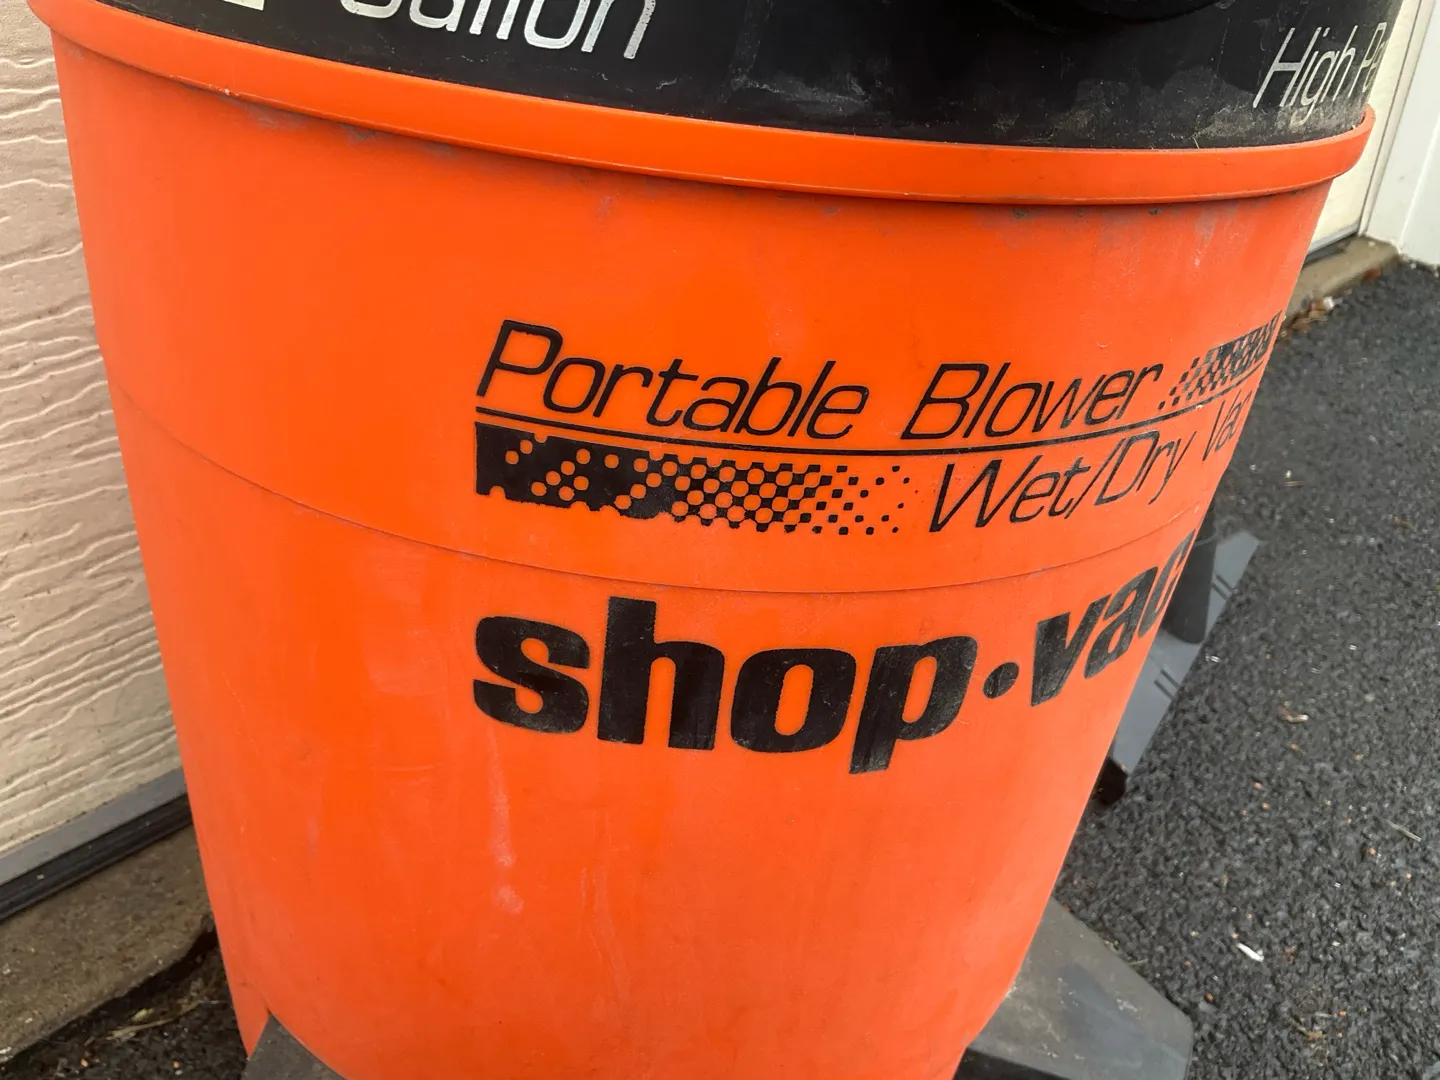 Gallon
High
Portable Blower
Wet/Dry Vac
shop·vac